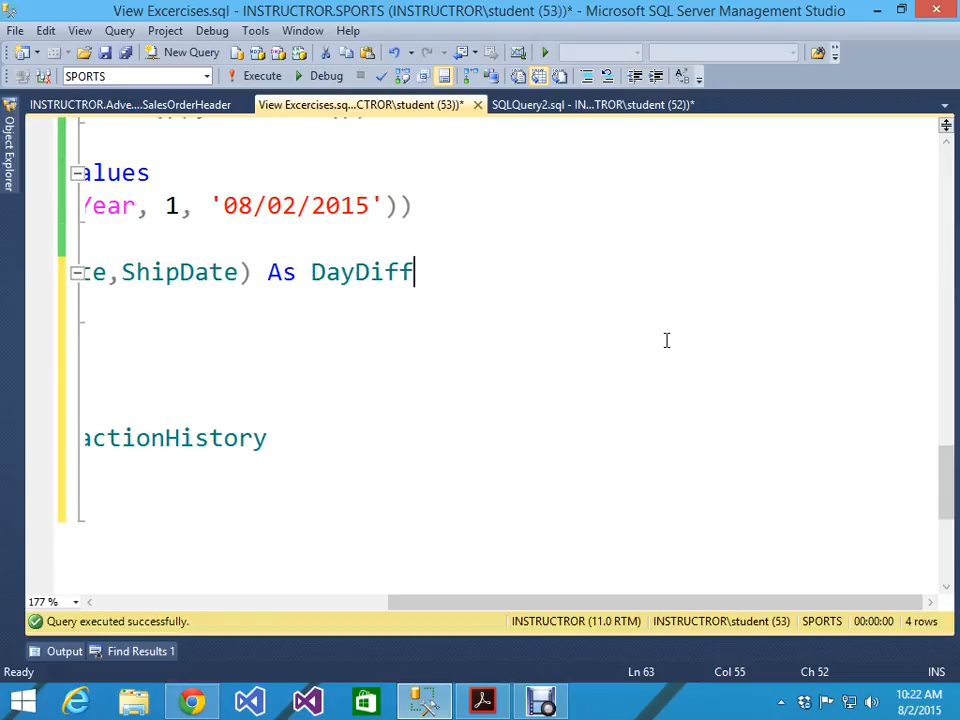 View Excercises.sql - INSTRUCTROR.SPORTS (INSTRUCTROR\student (53))* - Microsoft SQL Server Management Studio
File Edit View Query Project Debug Tools Window Help
New Query
SPORTS Execute Debug
INSTRUCTROR.Adve....SalesOrderHeader View Excercises.sq...CTROR\student (53))* SQLQuery2.sql - IN...TROR\student (52))*
Object Explorer
alues
Year, 1, '08/02/2015'))
te,ShipDate) As DayDiff
actionHistory
177 %
Query executed successfully. INSTRUCTROR (11.0 RTM) INSTRUCTROR\student (53) SPORTS 00:00:00 4 rows
Output Find Results 1
Ready Ln 63 Col 55 Ch 52 INS
10:22 AM
8/2/2015